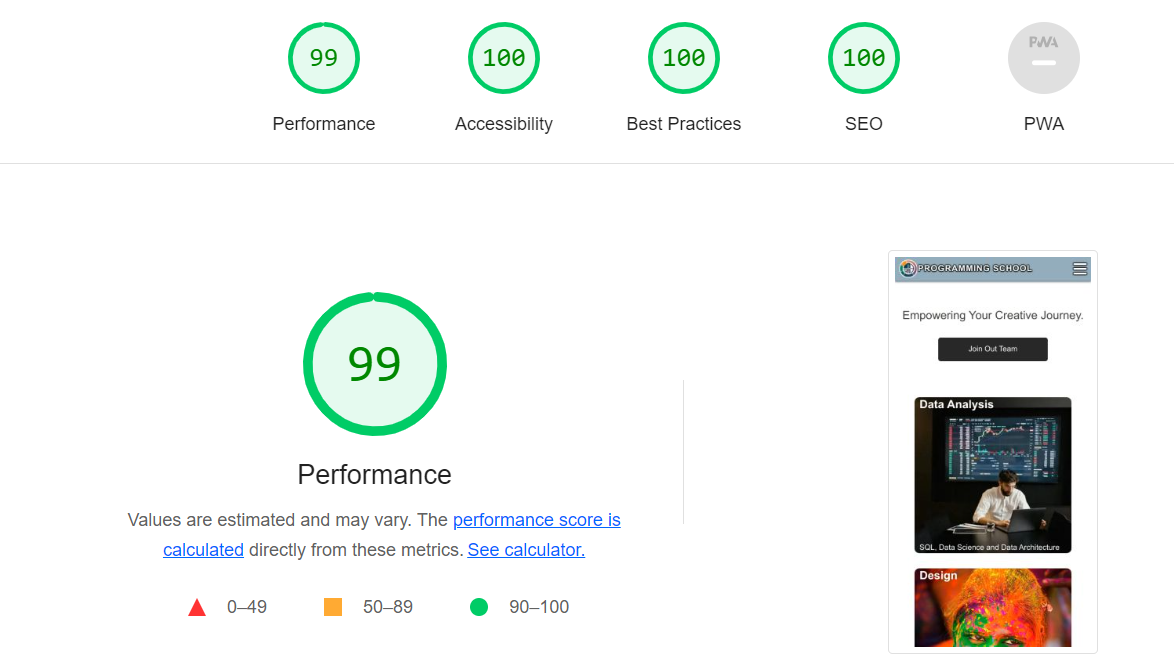 99
100
100
100
PWA
Performance
Accessibility
Best Practices
SEO
PWA
99
Performance
Values are estimated and may vary. The performance score is
calculated directly from these metrics. See calculator.
0–49
50–89
90–100
PROGRAMMING SCHOOL
Empowering Your Creative Journey.
Join Out Team
Data Analysis
SQL, Data Science and Data Architecture
Design